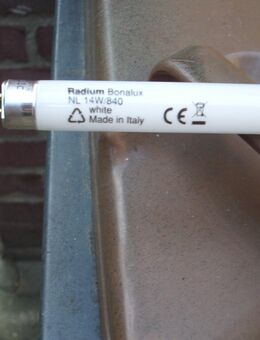 Radium Bonalux
NL 14W/840
white
Made in Italy
CE